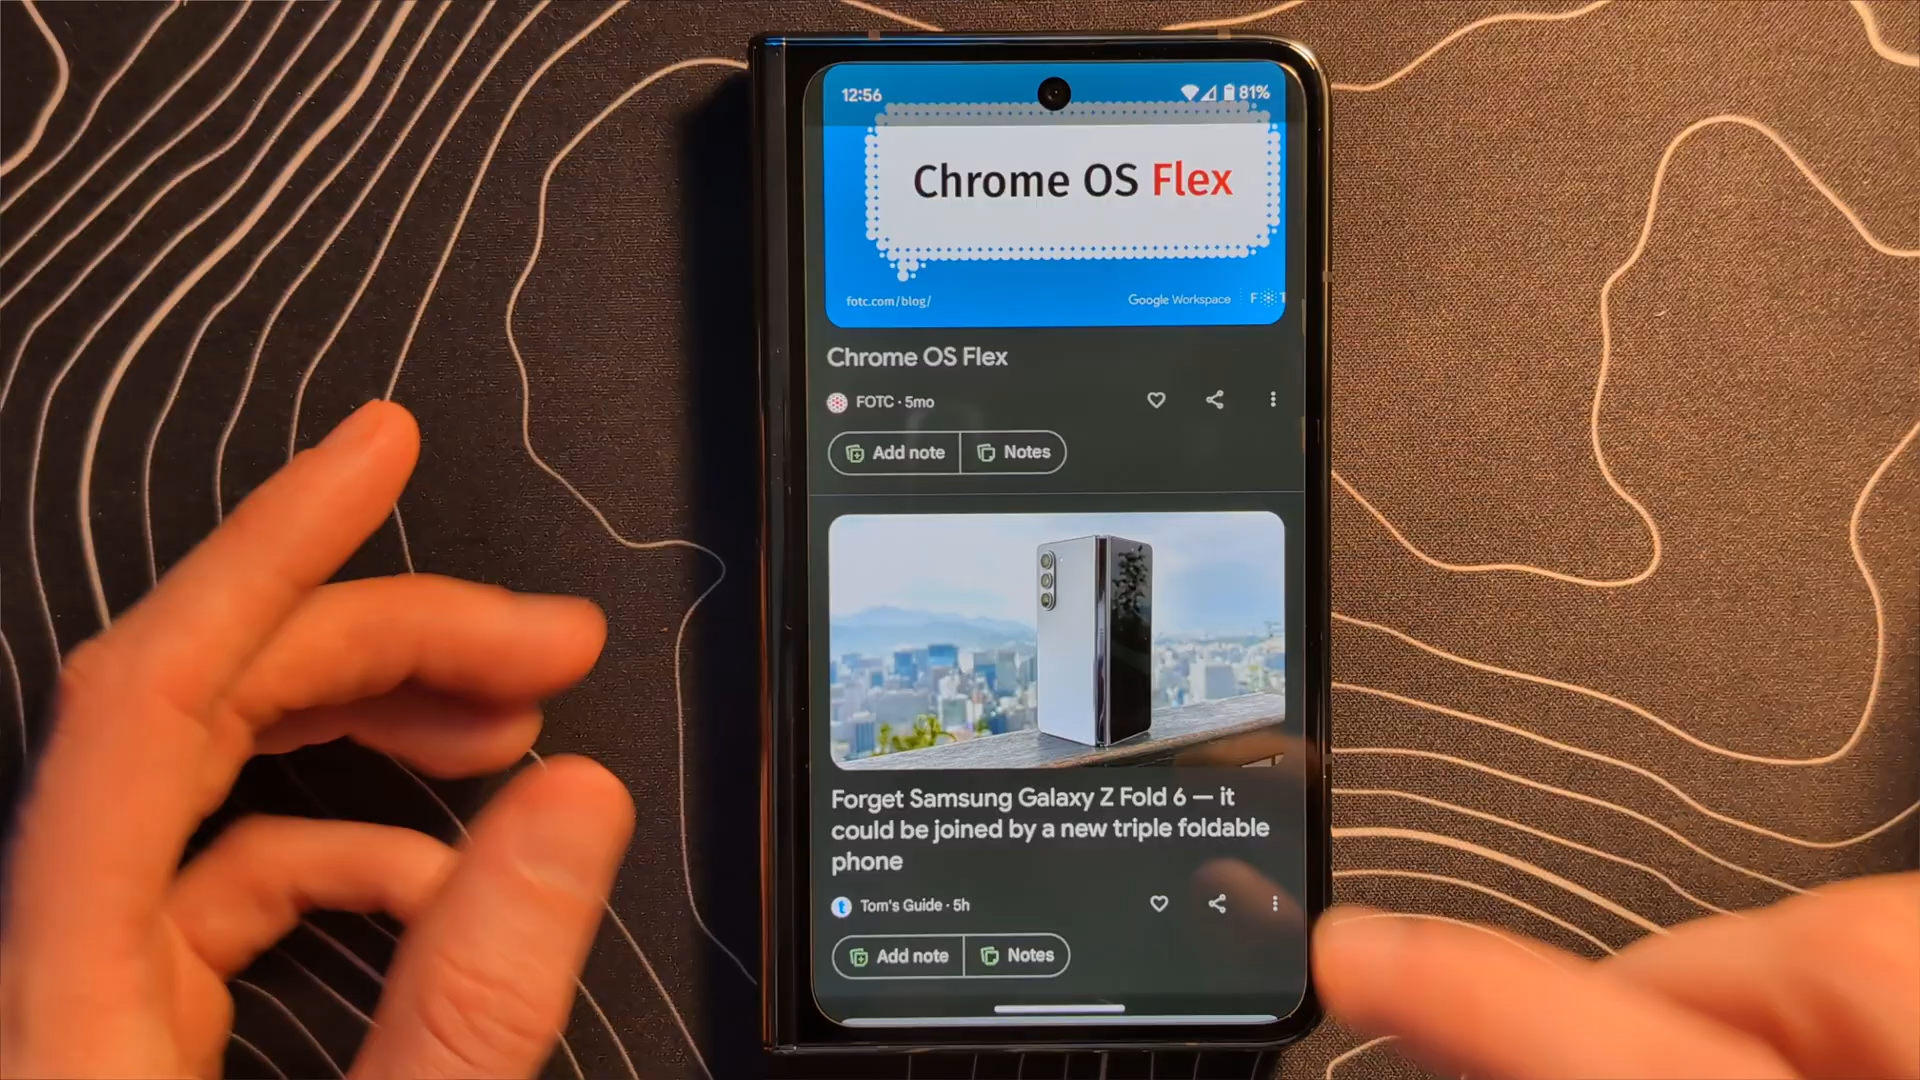 12:56 81%
Chrome OS Flex
fotc.com/blog/ Google Workspace
Chrome OS Flex
FOTC · 5mo
Add note Notes
Forget Samsung Galaxy Z Fold 6 — it
could be joined by a new triple foldable
phone
Tom's Guide · 5h
Add note Notes